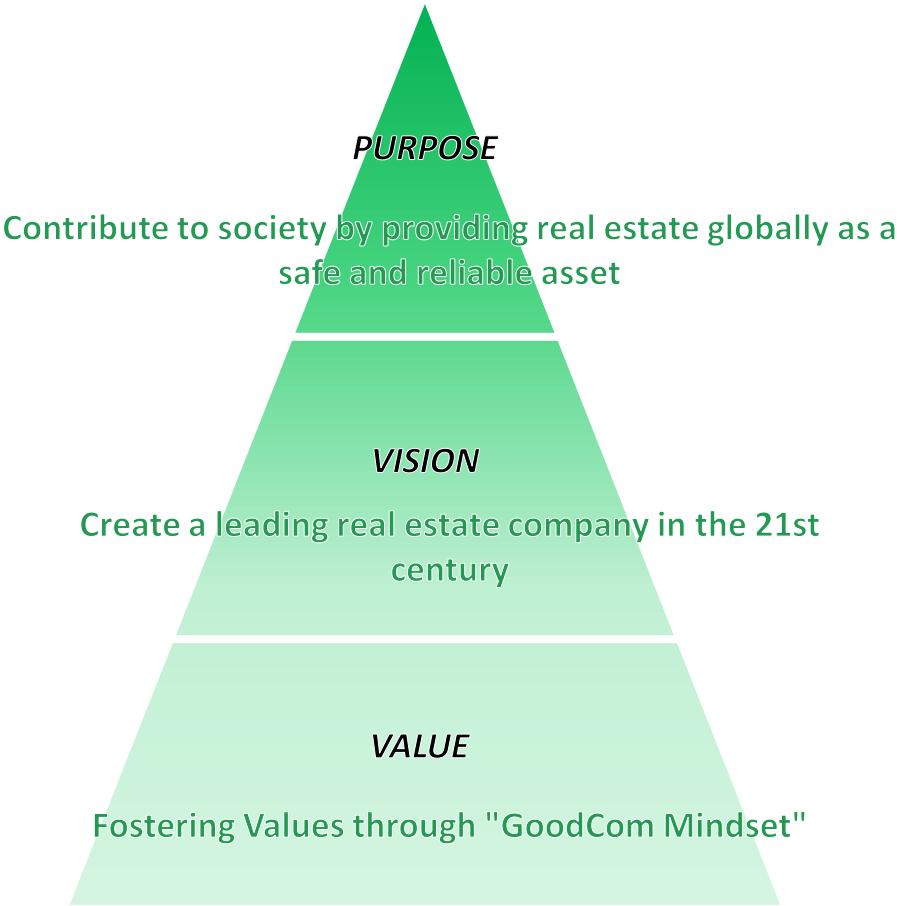 PURPOSE
Contribute to society by providing real estate globally as a
safe and reliable asset
VISION
Create a leading real estate company in the 21st
century
VALUE
Fostering Values through "GoodCom Mindset"